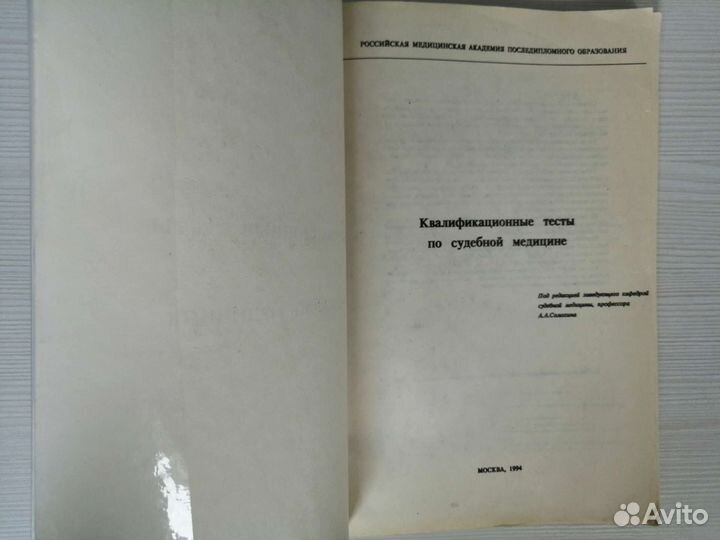 РОССИЙСКАЯ МЕДИЦИНСКАЯ АКАДЕМИЯ ПОСЛЕДИПЛОМНОГО ОБРАЗОВАНИЯ
Квалификационные тесты
по судебной медицине
Под редакцией заведующего кафедрой
судебной медицины, профессора
А.А.Солохина
МОСКВА, 1994
Avito